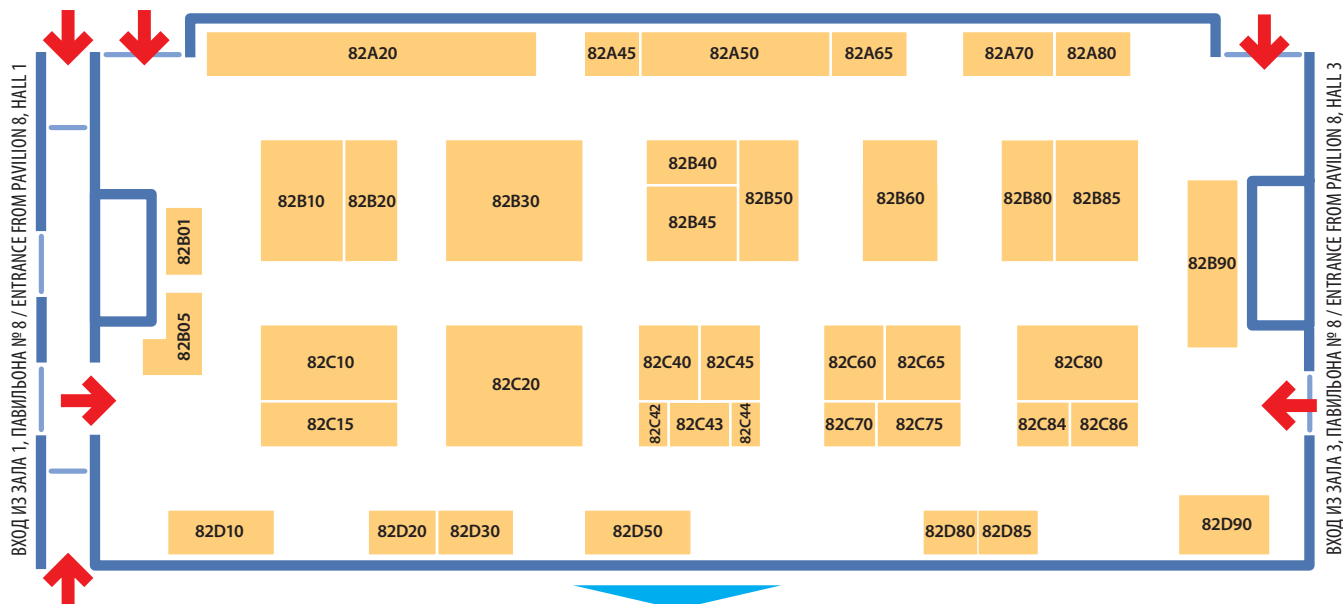 82A20
82A45
82A50
82A65
82A70
82A80
82B01
82B05
82B10
82B20
82B30
82B40
82B45
82B50
82B60
82B80
82B85
82B90
82C10
82C15
82C20
82C40
82C45
82C42
82C43
82C44
82C60
82C65
82C70
82C75
82C80
82C84
82C86
82D10
82D20
82D30
82D50
82D80
82D85
82D90
ВХОД ИЗ ЗАЛА 1, ПАВИЛЬОНА № 8 / ENTRANCE FROM PAVILION 8, HALL 1
ВХОД ИЗ ЗАЛА 3, ПАВИЛЬОНА № 8 / ENTRANCE FROM PAVILION 8, HALL 3